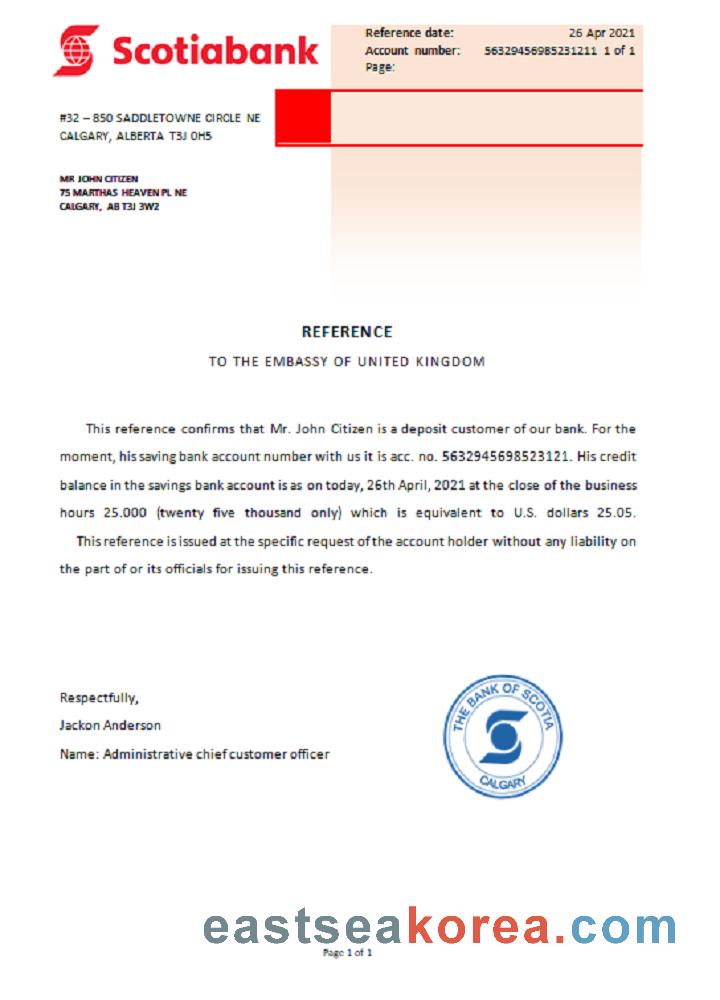 Scotiabank
Reference date: 26 Apr 2021
Account number: 56329456985231211 1 of 1
Page:
#32 – 850 SADDLETOWNE CIRCLE NE
CALGARY, ALBERTA T3J 0H5
MR JOHN CITIZEN
75 MARTHAS HEAVEN PL NE
CALGARY, AB T3J 3W2
REFERENCE
TO THE EMBASSY OF UNITED KINGDOM
This reference confirms that Mr. John Citizen is a deposit customer of our bank. For the
moment, his saving bank account number with us it is acc. no. 5632945698523121. His credit
balance in the savings bank account is as on today, 26th April, 2021 at the close of the business
hours 25.000 (twenty five thousand only) which is equivalent to U.S. dollars 25.05.
This reference is issued at the specific request of the account holder without any liability on
the part of or its officials for issuing this reference.
Respectfully,
Jackon Anderson
Name: Administrative chief customer officer
THE BANK OF SCOTIA
CALGARY
eastseakorea.com
Page 1 of 1